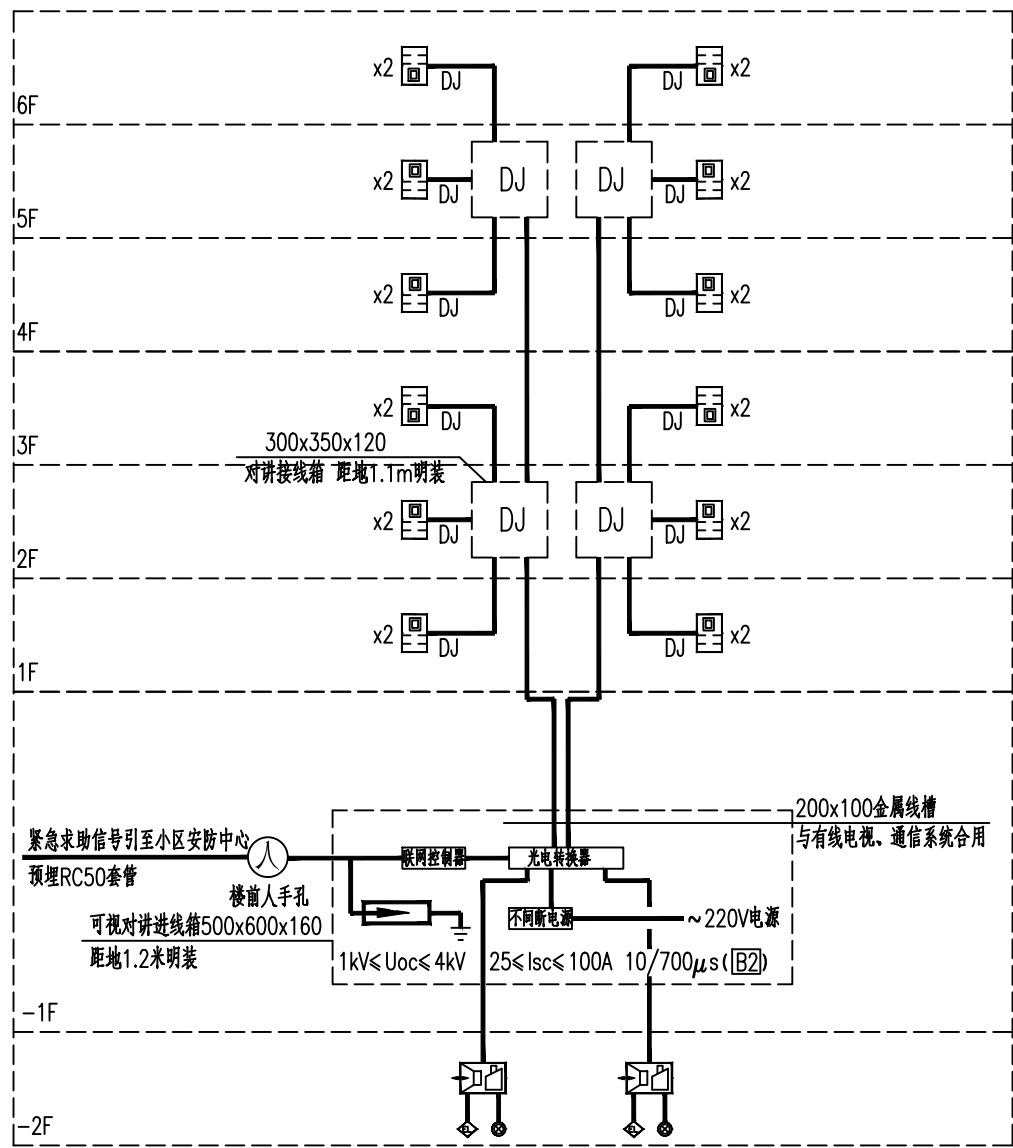 x2 DJ DJ x2
6F
x2 DJ DJ DJ DJ x2
5F
x2 DJ DJ x2
4F
x2 DJ DJ x2
3F
300x350x120
对讲接线箱 距地1.1m明装
x2 DJ DJ DJ DJ x2
2F
x2 DJ DJ x2
1F
200x100金属线槽
与有线电视、通信系统合用
紧急求助信号引至小区安防中心
人
联网控制器
光电转换器
预埋RC50套管
楼前人手孔
可视对讲进线箱500x600x160
距地1.2米明装
不间断电源
~220V电源
1kV≤Uoc≤4kV 25≤Isc≤100A 10/700μs(B2)
-1F
-2F